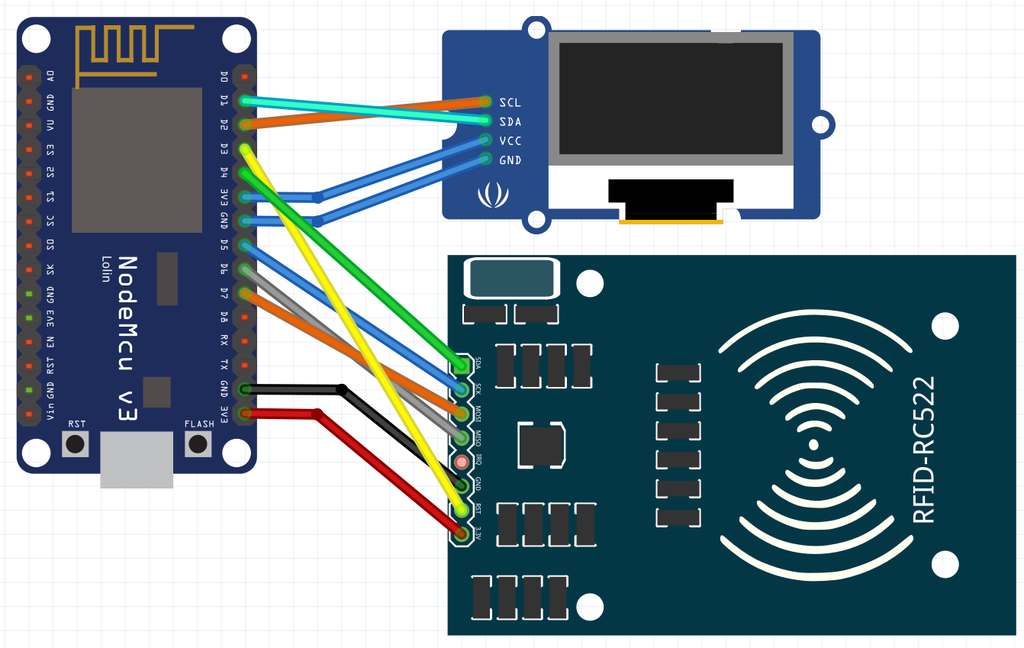 A0
GND
VU
S3
S2
S1
SC
S0
SK
GND
3V3
EN
RST
GND
Vin
D0
D1
D2
D3
D4
3V3
GND
D5
D6
D7
D8
RX
TX
GND
3V3
NodeMcu v3
Lolin
RST
FLASH
SCL
SDA
VCC
GND
SDA
SCK
MOSI
MISO
IRQ
GND
RST
3.3V
RFID-RC522